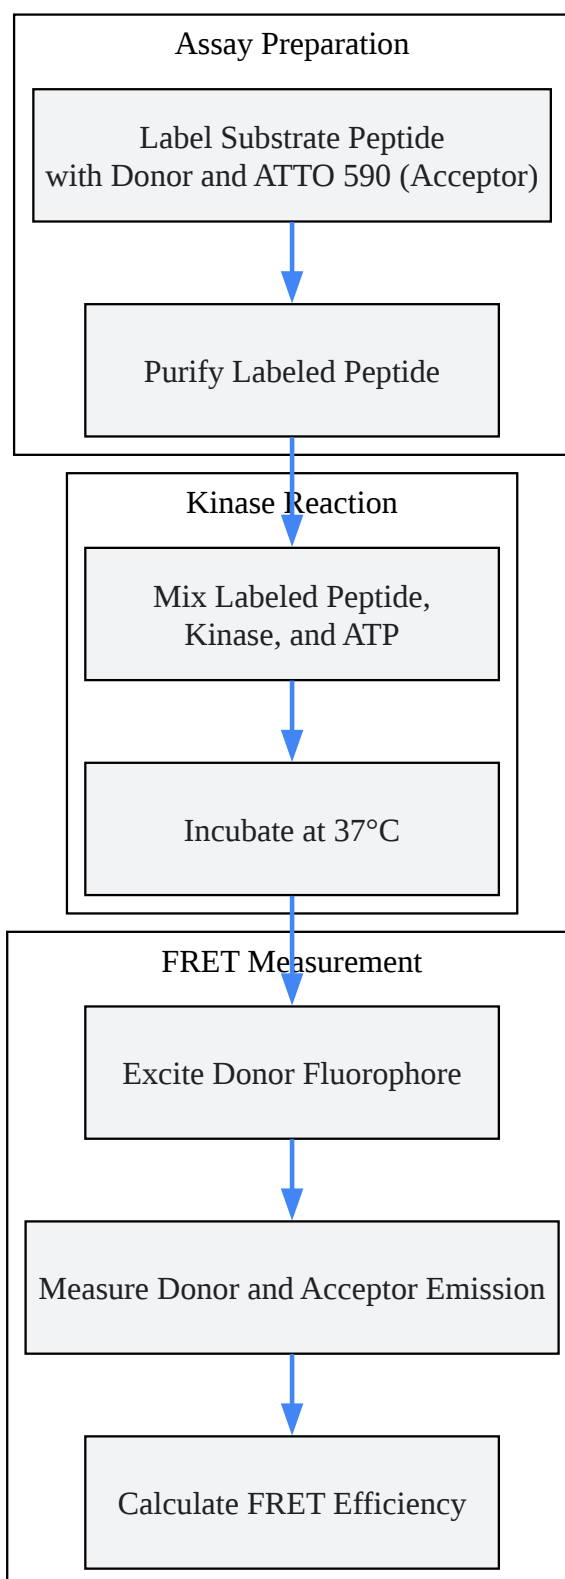 Assay Preparation
Label Substrate Peptide
with Donor and ATTO 590 (Acceptor)
Purify Labeled Peptide
Kinase Reaction
Mix Labeled Peptide,
Kinase, and ATP
Incubate at 37°C
FRET Measurement
Excite Donor Fluorophore
Measure Donor and Acceptor Emission
Calculate FRET Efficiency